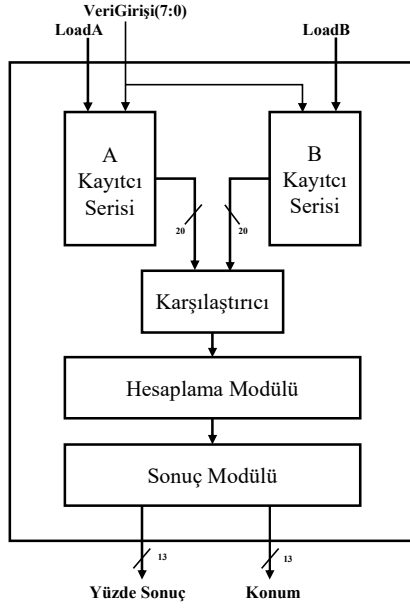 VeriGirişi(7:0)
LoadA
LoadB
A
Kayıtcı
Serisi
B
Kayıtcı
Serisi
20
20
Karşılaştırıcı
Hesaplama Modülü
Sonuç Modülü
13
13
Yüzde Sonuç
Konum